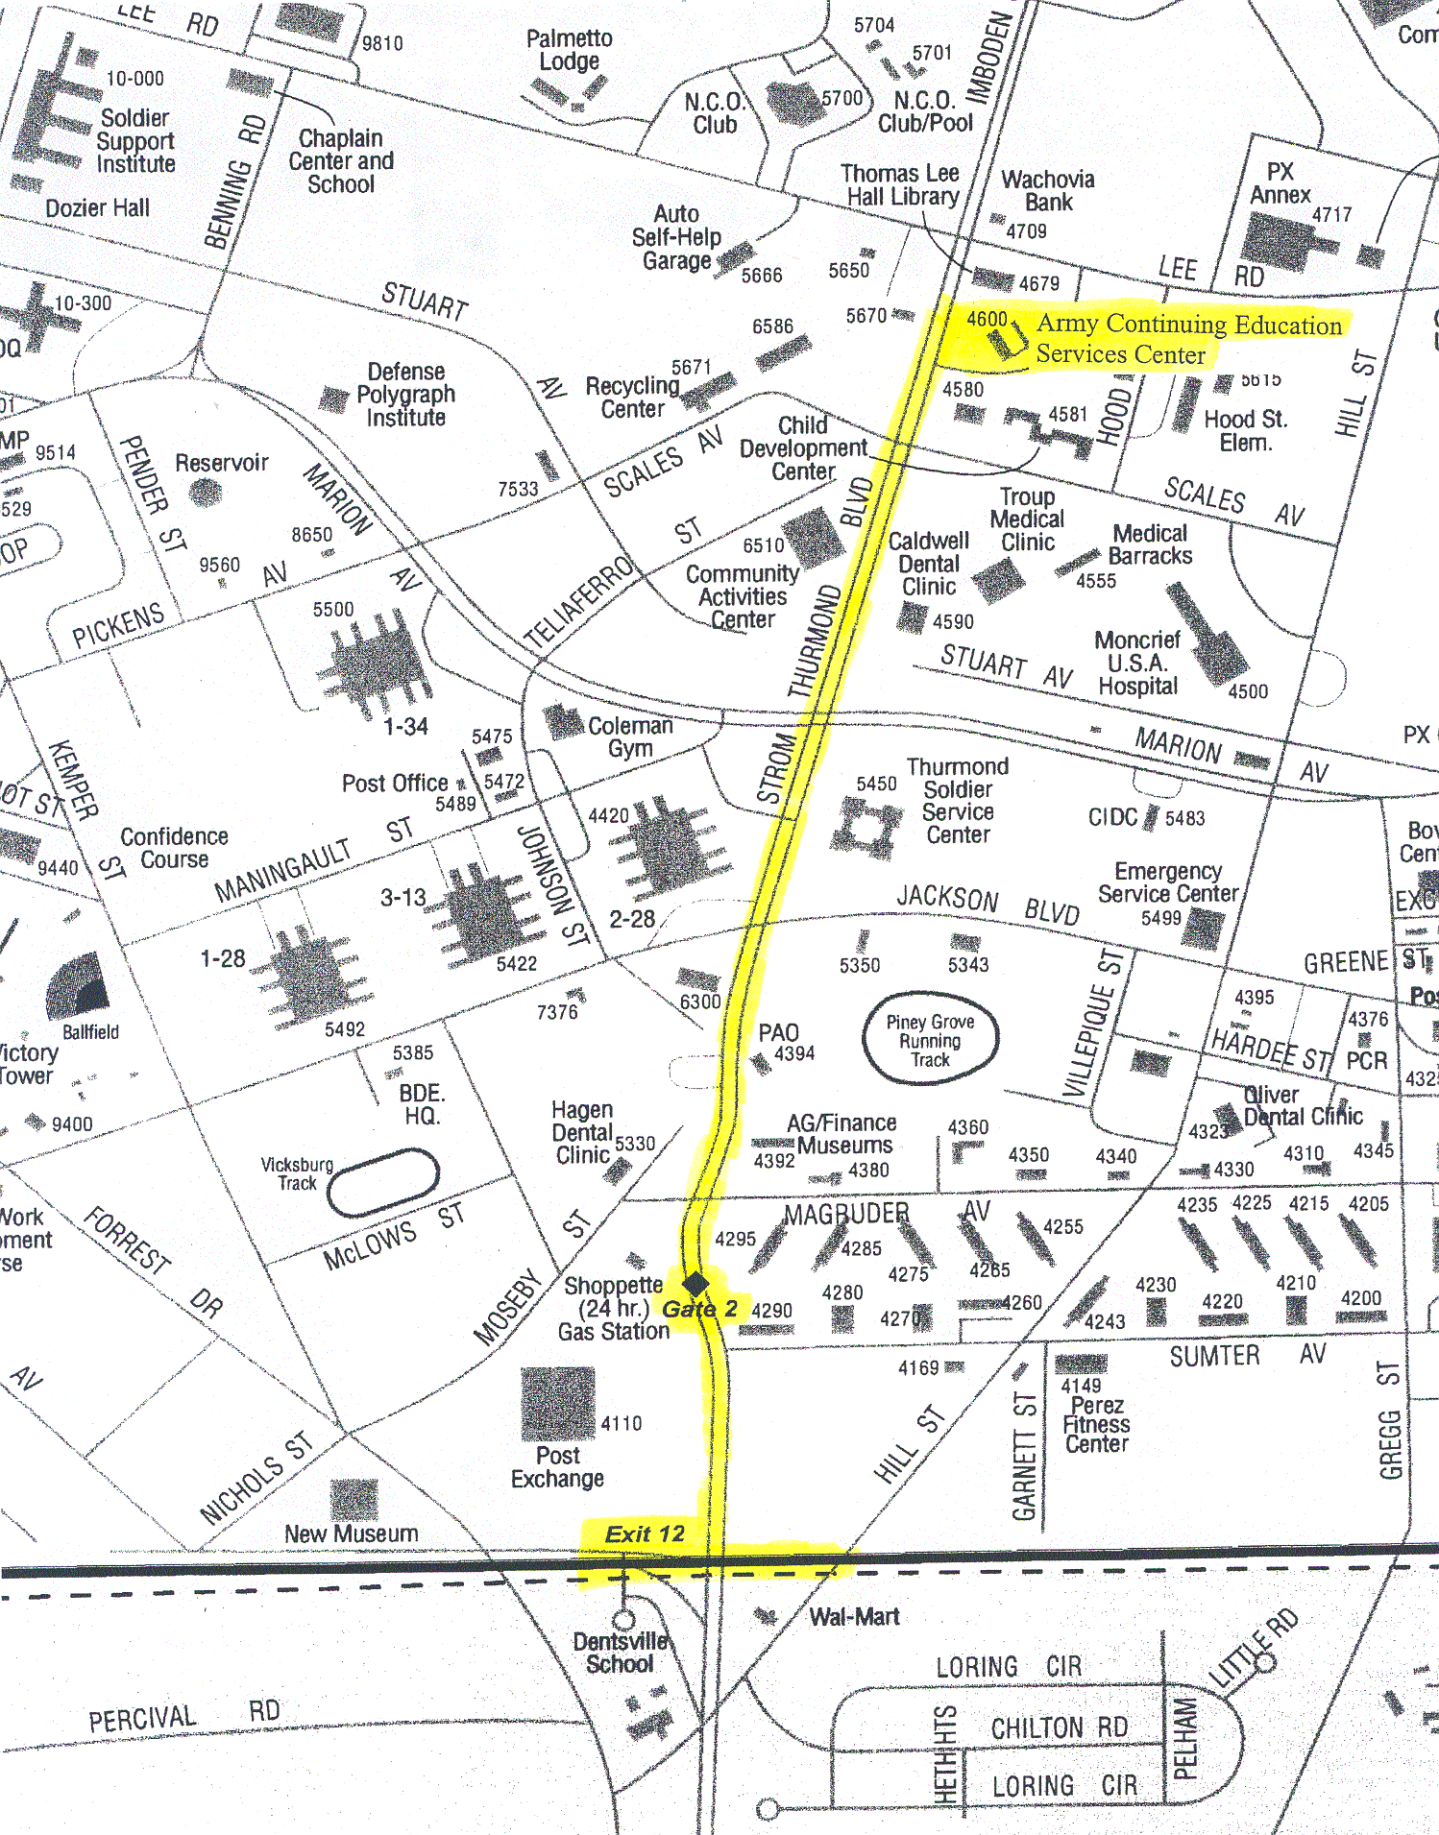 LEE RD
9810
Palmetto
Lodge
5704
5701
IMBODEN
10-000
Soldier
Support
Institute
Dozier Hall
BENNING RD
Chaplain
Center and
School
N.C.O.
Club
5700
N.C.O.
Club/Pool
Thomas Lee
Hall Library
Wachovia
Bank
4709
PX
Annex
4717
Auto
Self-Help
Garage
5666
5650
4679
LEE RD
10-300
STUART AV
5670
4600
Army Continuing Education
Services Center
6586
5671
Recycling
Center
Defense
Polygraph
Institute
4580
4581
HOOD
5615
Hood St.
Elem.
HILL ST
Child
Development
Center
9514
PENDER ST
Reservoir
MARION AV
7533
SCALES AV
SCALES AV
8650
9560
PICKENS AV
TELIAFERRO ST
6510
Community
Activities
Center
STROM THURMOND BLVD
Caldwell
Dental
Clinic
4590
Troup
Medical
Clinic
Medical
Barracks
4555
Moncrief
U.S.A.
Hospital
4500
STUART AV
5500
1-34
Coleman
Gym
5475
Post Office
5489
5472
MARION AV
PX
KEMPER ST
Confidence
Course
9440
MANINGAULT ST
JOHNSON ST
4420
2-28
5450
Thurmond
Soldier
Service
Center
CIDC
5483
Emergency
Service Center
5499
JACKSON BLVD
3-13
5422
1-28
5492
6300
5350
5343
VILLEPIQUE ST
GREENE ST
7376
Ballfield
5385
BDE.
HQ.
PAO
4394
Piney Grove
Running
Track
4395
HARDEE ST
4376
PCR
9400
Hagen
Dental
Clinic
5330
AG/Finance
Museums
4392
4380
4360
4350
4340
4323
Oliver
Dental Clinic
4330
4310
4345
Vicksburg
Track
McLOWS ST
FORREST DR
MAGRUDER AV
4295
4285
4275
4265
4255
4235
4225
4215
4205
Shoppette
(24 hr.)
Gas Station
Gate 2
MOSEBY ST
4290
4280
4270
4260
4243
4230
4220
4210
4200
SUMTER AV
4169
4149
Perez
Fitness
Center
GARNETT ST
HILL ST
GREGG ST
AV
4110
Post
Exchange
NICHOLS ST
New Museum
Exit 12
Wal-Mart
Dentsville
School
PERCIVAL RD
LORING CIR
LITTLE RD
CHILTON RD
PELHAM
LORING CIR